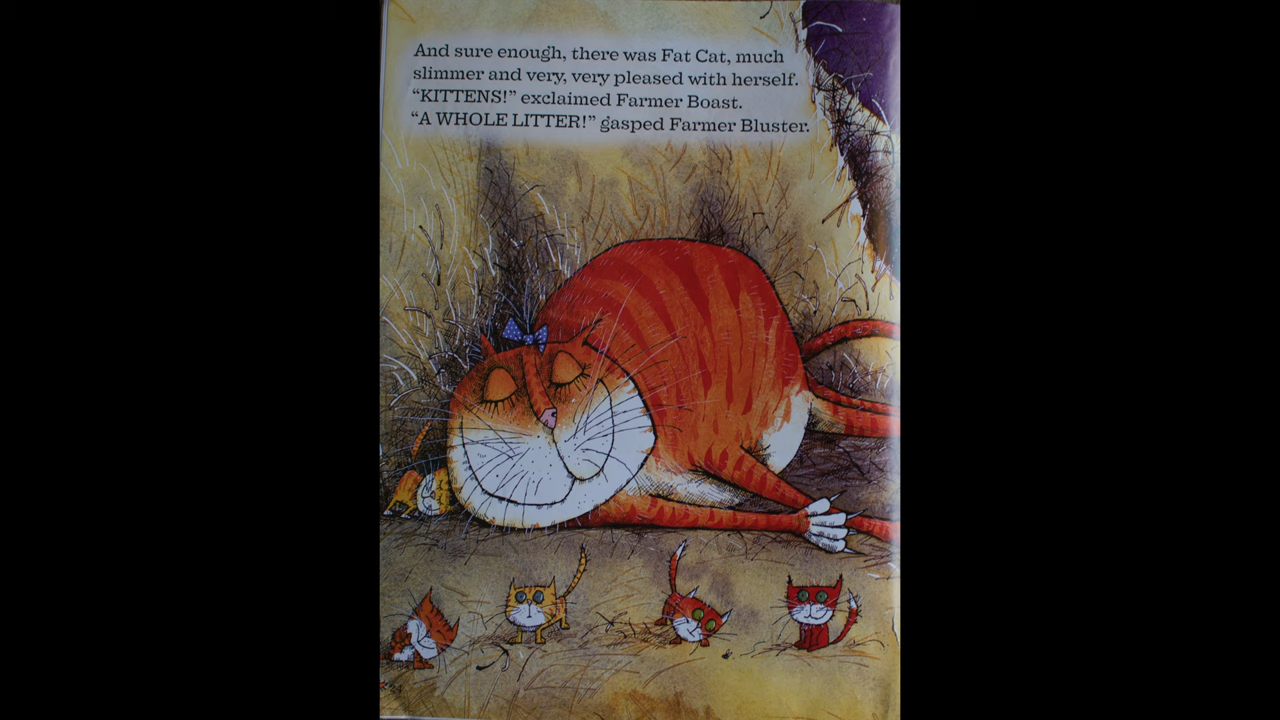 And sure enough, there was Fat Cat, much
slimmer and very, very pleased with herself.
“KITTENS!” exclaimed Farmer Boast.
“A WHOLE LITTER!” gasped Farmer Bluster.